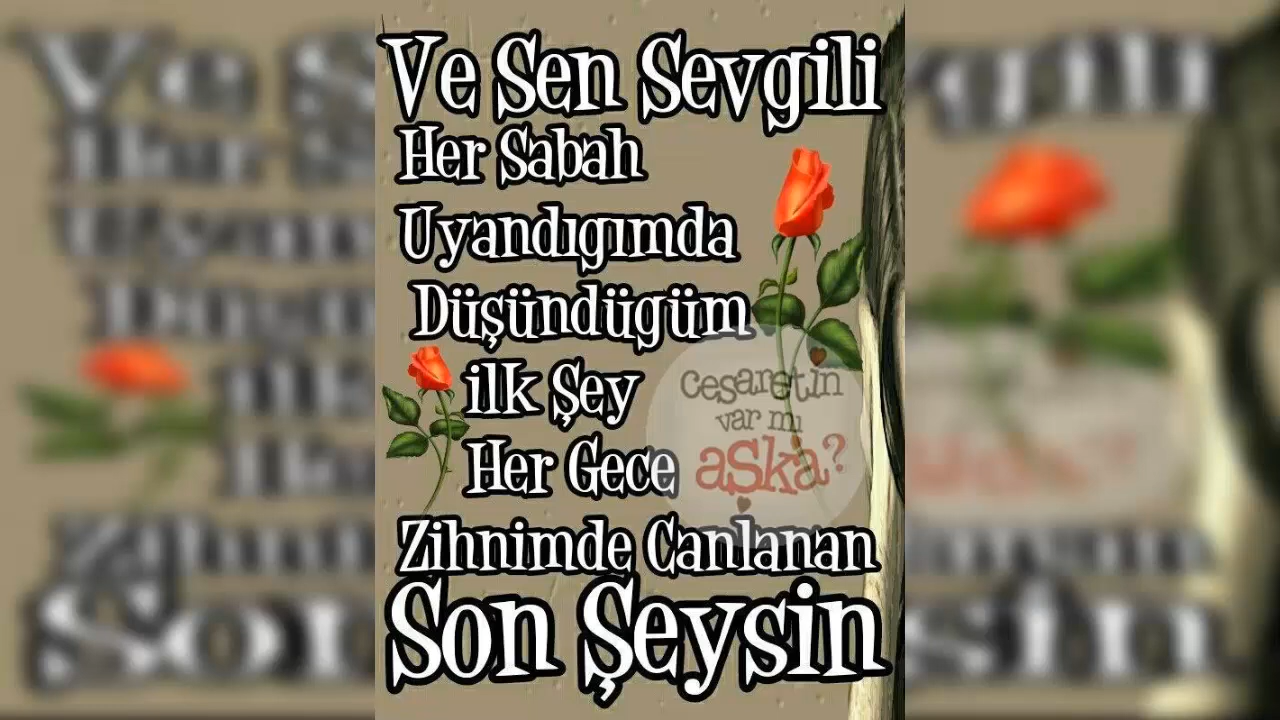 Ve Sen Sevgili
Her Sabah
Uyandıgımda
Düşündügüm
ilk Şey
Her Gece
Zihnimde Canlanan
Son Şeysin
cesaretin
var mı
aşka?